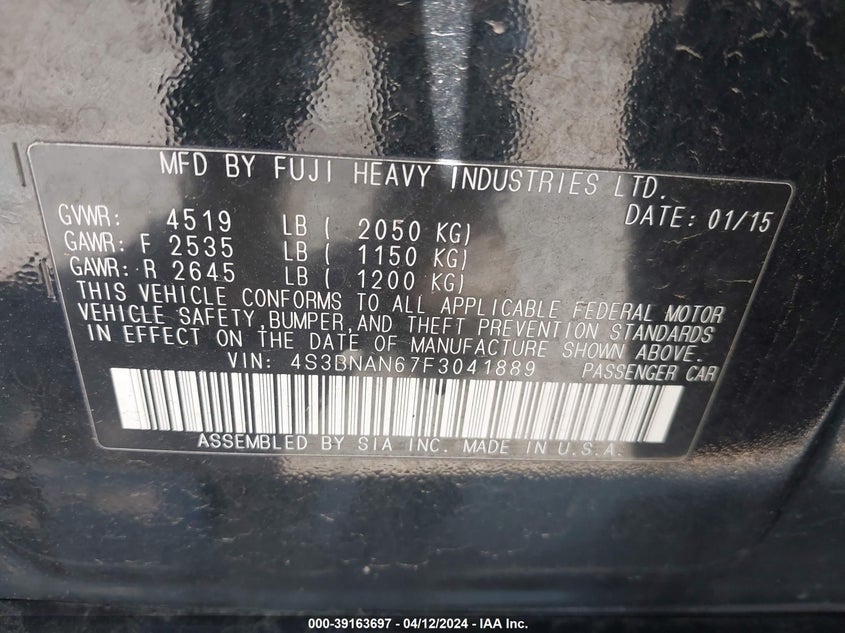 MFD BY FUJI HEAVY INDUSTRIES LTD.
DATE: 01/15
GVWR: 4519 LB ( 2050 KG)
GAWR: F 2535 LB ( 1150 KG)
GAWR: R 2645 LB ( 1200 KG)
THIS VEHICLE CONFORMS TO ALL APPLICABLE FEDERAL MOTOR
VEHICLE SAFETY, BUMPER, AND THEFT PREVENTION STANDARDS
IN EFFECT ON THE DATE OF MANUFACTURE SHOWN ABOVE.
VIN: 4S3BNAN67F3041889 PASSENGER CAR
ASSEMBLED BY SIA INC. MADE IN U.S.A.
000-39163697 - 04/12/2024 - IAA Inc.